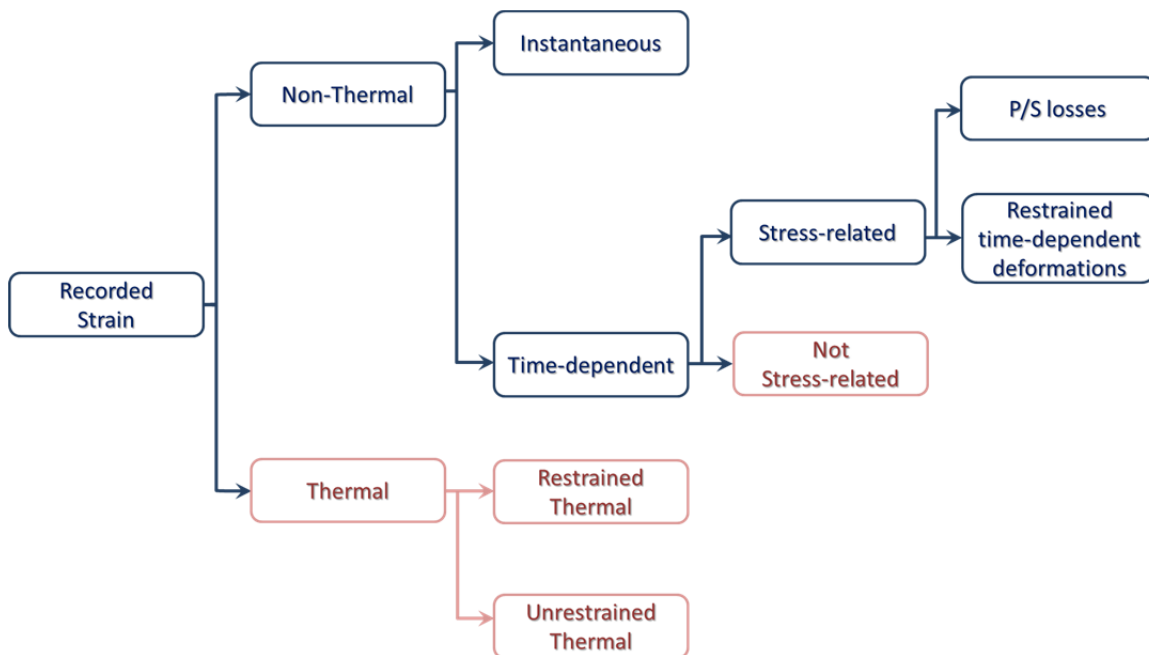 Instantaneous
Non-Thermal
P/S losses
Stress-related
Restrained
time-dependent
deformations
Recorded
Strain
Time-dependent
Not
Stress-related
Thermal
Restrained
Thermal
Unrestrained
Thermal